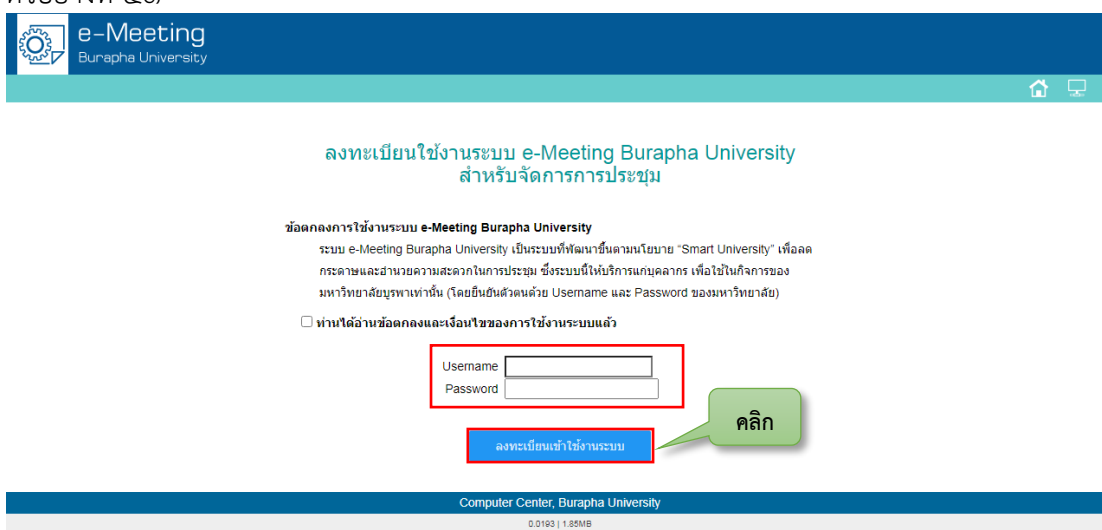 e-Meeting
Burapha University
ลงทะเบียนใช้งานระบบ e-Meeting Burapha University
สำหรับจัดการการประชุม
ข้อตกลงการใช้งานระบบ e-Meeting Burapha University
ระบบ e-Meeting Burapha University เป็นระบบที่พัฒนาขึ้นตามนโยบาย “Smart University” เพื่อลด
กระดาษและอำนวยความสะดวกในการประชุม ซึ่งระบบนี้ให้บริการแก่บุคลากร เพื่อใช้ในกิจการของ
มหาวิทยาลัยบูรพาเท่านั้น (โดยยืนยันตัวตนด้วย Username และ Password ของมหาวิทยาลัย)
ท่านได้อ่านข้อตกลงและเงื่อนไขของการใช้งานระบบแล้ว
Username
Password
คลิก
ลงทะเบียนเข้าใช้งานระบบ
Computer Center, Burapha University
0.0193 | 1.85MB